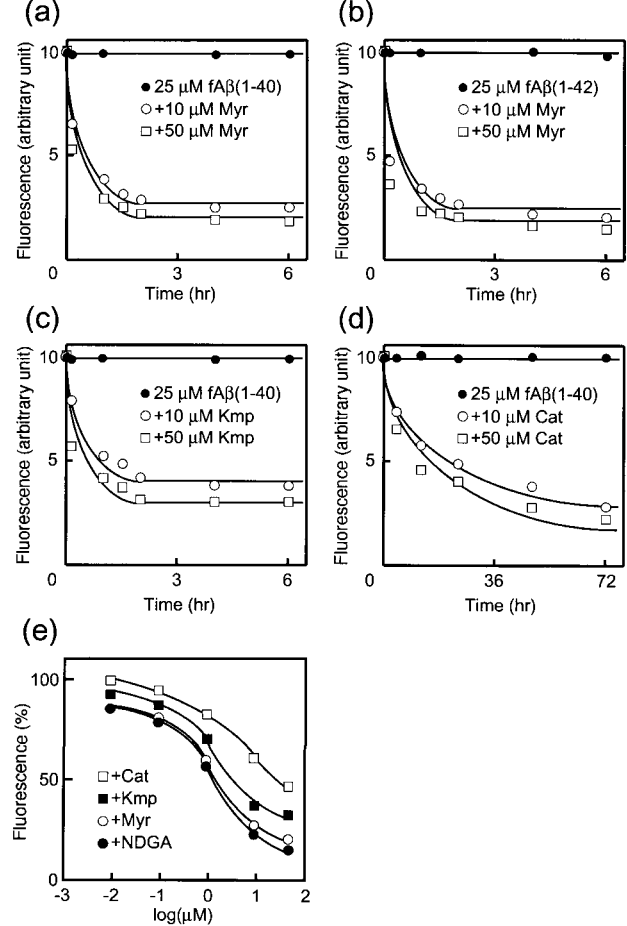 (a)
Fluorescence (arbitrary unit)
10
5
0
25 μM fAβ(1-40)
+10 μM Myr
+50 μM Myr
3
6
Time (hr)
(b)
Fluorescence (arbitrary unit)
10
5
0
25 μM fAβ(1-42)
+10 μM Myr
+50 μM Myr
3
6
Time (hr)
(c)
Fluorescence (arbitrary unit)
10
5
0
25 μM fAβ(1-40)
+10 μM Kmp
+50 μM Kmp
3
6
Time (hr)
(d)
Fluorescence (arbitrary unit)
10
5
0
25 μM fAβ(1-40)
+10 μM Cat
+50 μM Cat
36
72
Time (hr)
(e)
Fluorescence (%)
100
50
0
+Cat
+Kmp
+Myr
+NDGA
-3 -2 -1 0 1 2
log(μM)